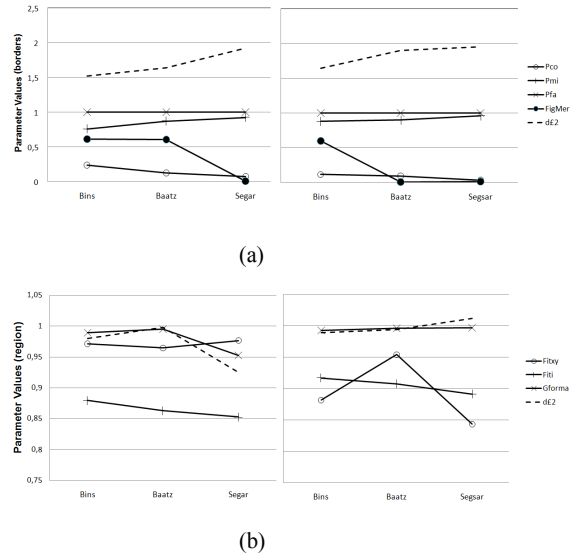 Parameter Values (borders)
2,5
2
1,5
1
0,5
0
Bins Baatz Segar
Bins Baatz Segsar
Pco
Pmi
Pfa
FigMer
d£2
(a)
Parameter Values (region)
1,05
1
0,95
0,9
0,85
0,8
0,75
Bins Baatz Segar
Bins Baatz Segsar
Fitxy
Fiti
Gforma
d£2
(b)